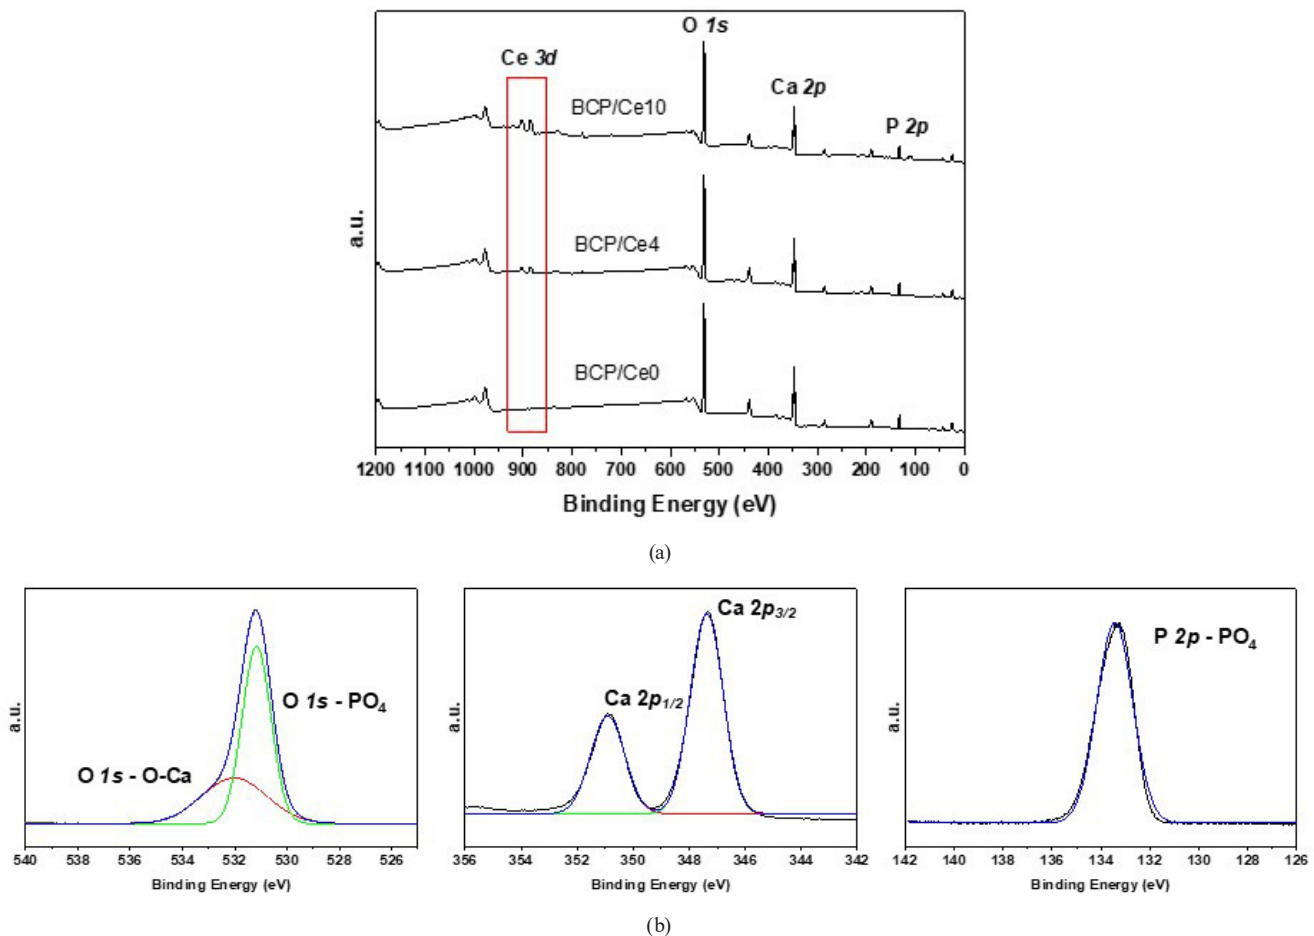 O 1s
Ce 3d
Ca 2p
BCP/Ce10
P 2p
a.u.
BCP/Ce4
BCP/Ce0
1200 1100 1000 900 800 700 600 500 400 300 200 100 0
Binding Energy (eV)
(a)
a.u.
O 1s - PO4
O 1s - O-Ca
540 538 536 534 532 530 528 526
Binding Energy (eV)
a.u.
Ca 2p3/2
Ca 2p1/2
356 354 352 350 348 346 344 342
Binding Energy (eV)
a.u.
P 2p - PO4
142 140 138 136 134 132 130 128 126
Binding Energy (eV)
(b)